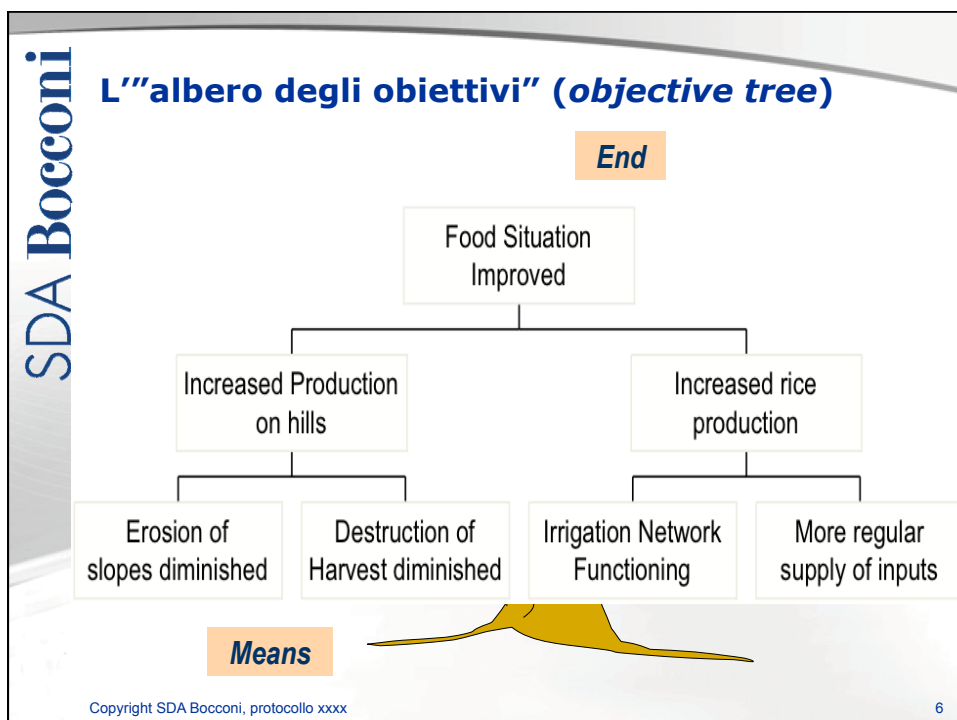 SDA Bocconi
L'"albero degli obiettivi" (objective tree)
End
Food Situation
Improved
Increased Production
on hills
Increased rice
production
Erosion of
slopes diminished
Destruction of
Harvest diminished
Irrigation Network
Functioning
More regular
supply of inputs
Means
Copyright SDA Bocconi, protocollo xxxx
6